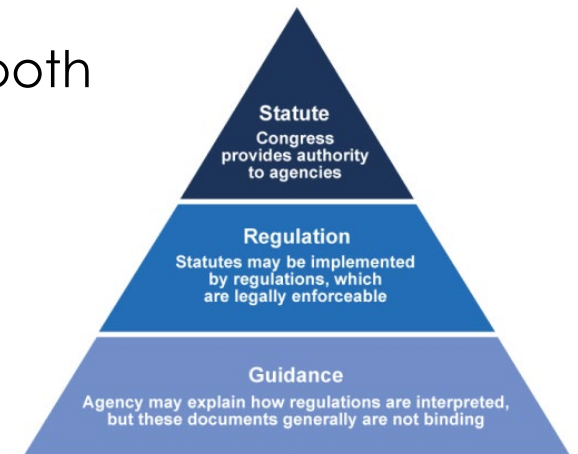 both
Statute
Congress
provides authority
to agencies
Regulation
Statutes may be implemented
by regulations, which
are legally enforceable
Guidance
Agency may explain how regulations are interpreted,
but these documents generally are not binding